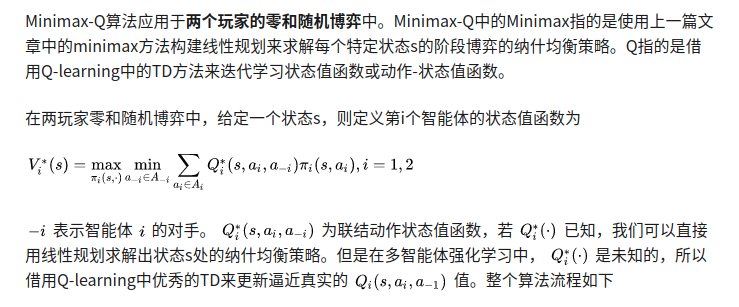 Minimax-Q算法应用于两个玩家的零和随机博弈中。Minimax-Q中的Minimax指的是使用上一篇文
章中的minimax方法构建线性规划来求解每个特定状态s的阶段博弈的纳什均衡策略。Q指的是借
用Q-learning中的TD方法来迭代学习状态值函数或动作-状态值函数。
在两玩家零和随机博弈中，给定一个状态s，则定义第i个智能体的状态值函数为
$V_i^*(s) = \max_{\pi_i(s,\cdot)} \min_{a_{-i} \in A_{-i}} \sum_{a_i \in A_i} Q_i^*(s, a_i, a_{-i}) \pi_i(s, a_i), i = 1, 2$
$-i$ 表示智能体 $i$ 的对手。 $Q_i^*(s, a_i, a_{-i})$ 为联结动作状态值函数，若 $Q_i^*(\cdot)$ 已知，我们可以直接
用线性规划求解出状态s处的纳什均衡策略。但是在多智能体强化学习中， $Q_i^*(\cdot)$ 是未知的，所以
借用Q-learning中优秀的TD来更新逼近真实的 $Q_i(s, a_i, a_{-1})$ 值。整个算法流程如下